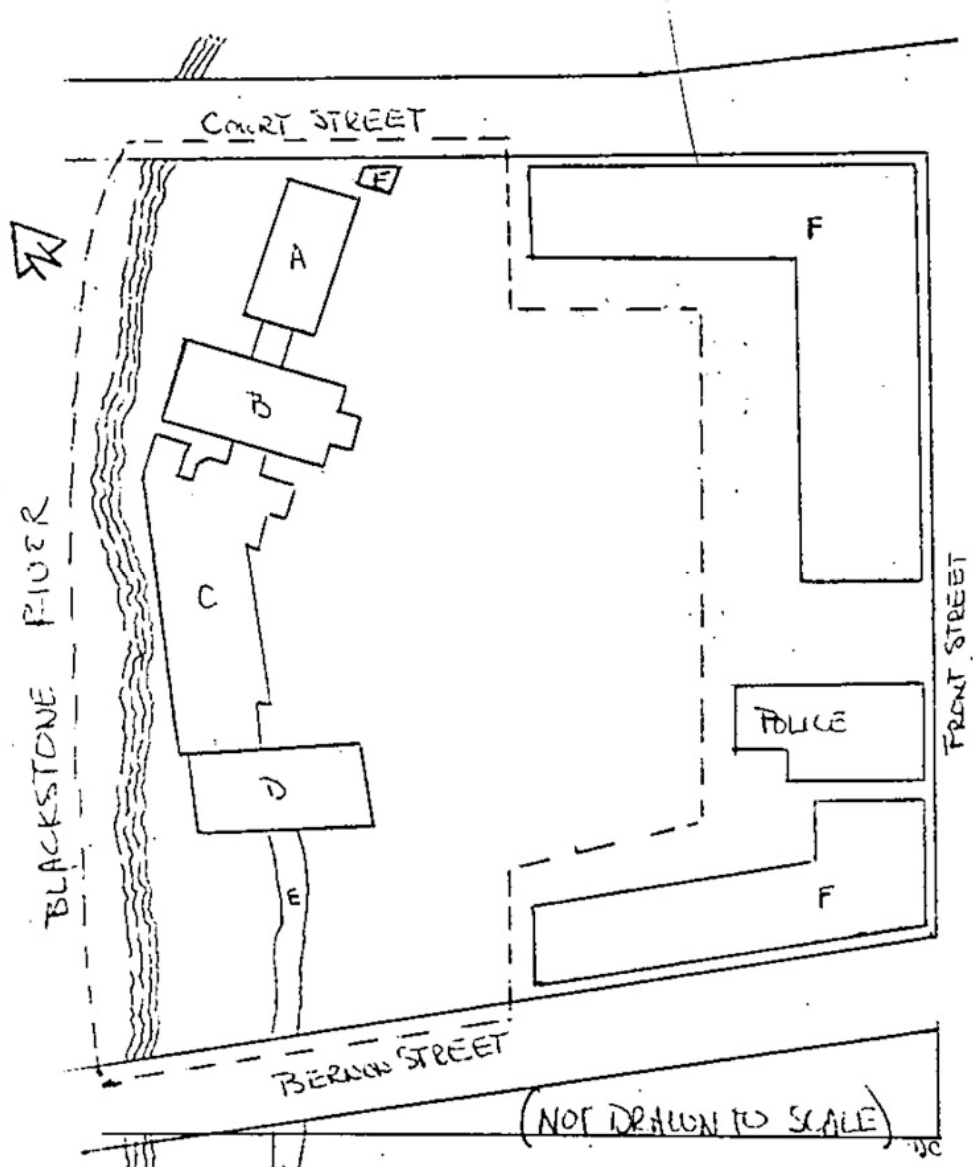 COURT STREET
F
A
F
B
BLACKSTONE RIVER
C
FRONT STREET
POLICE
D
E
F
BERNON STREET
(NOT DRAWN TO SCALE)